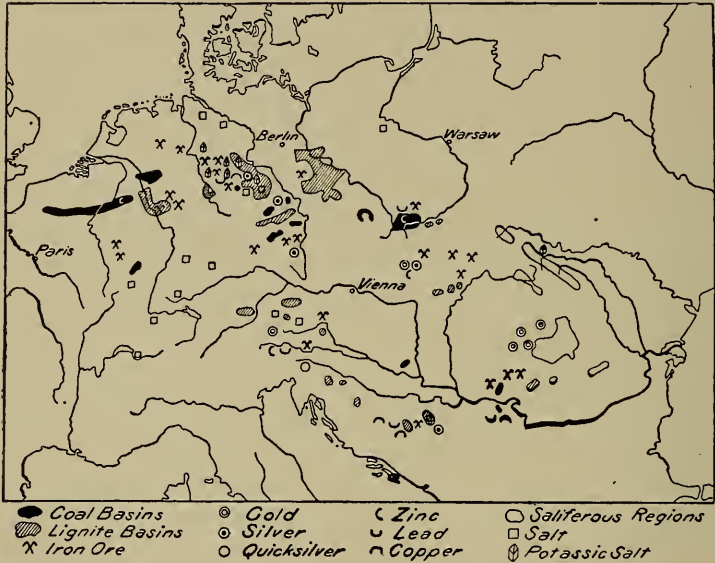 Berlin
Warsaw
Paris
Vienna
Coal Basins
Lignite Basins
Iron Ore
Gold
Silver
Quicksilver
Zinc
Lead
Copper
Saliferous Regions
Salt
Potassic Salt